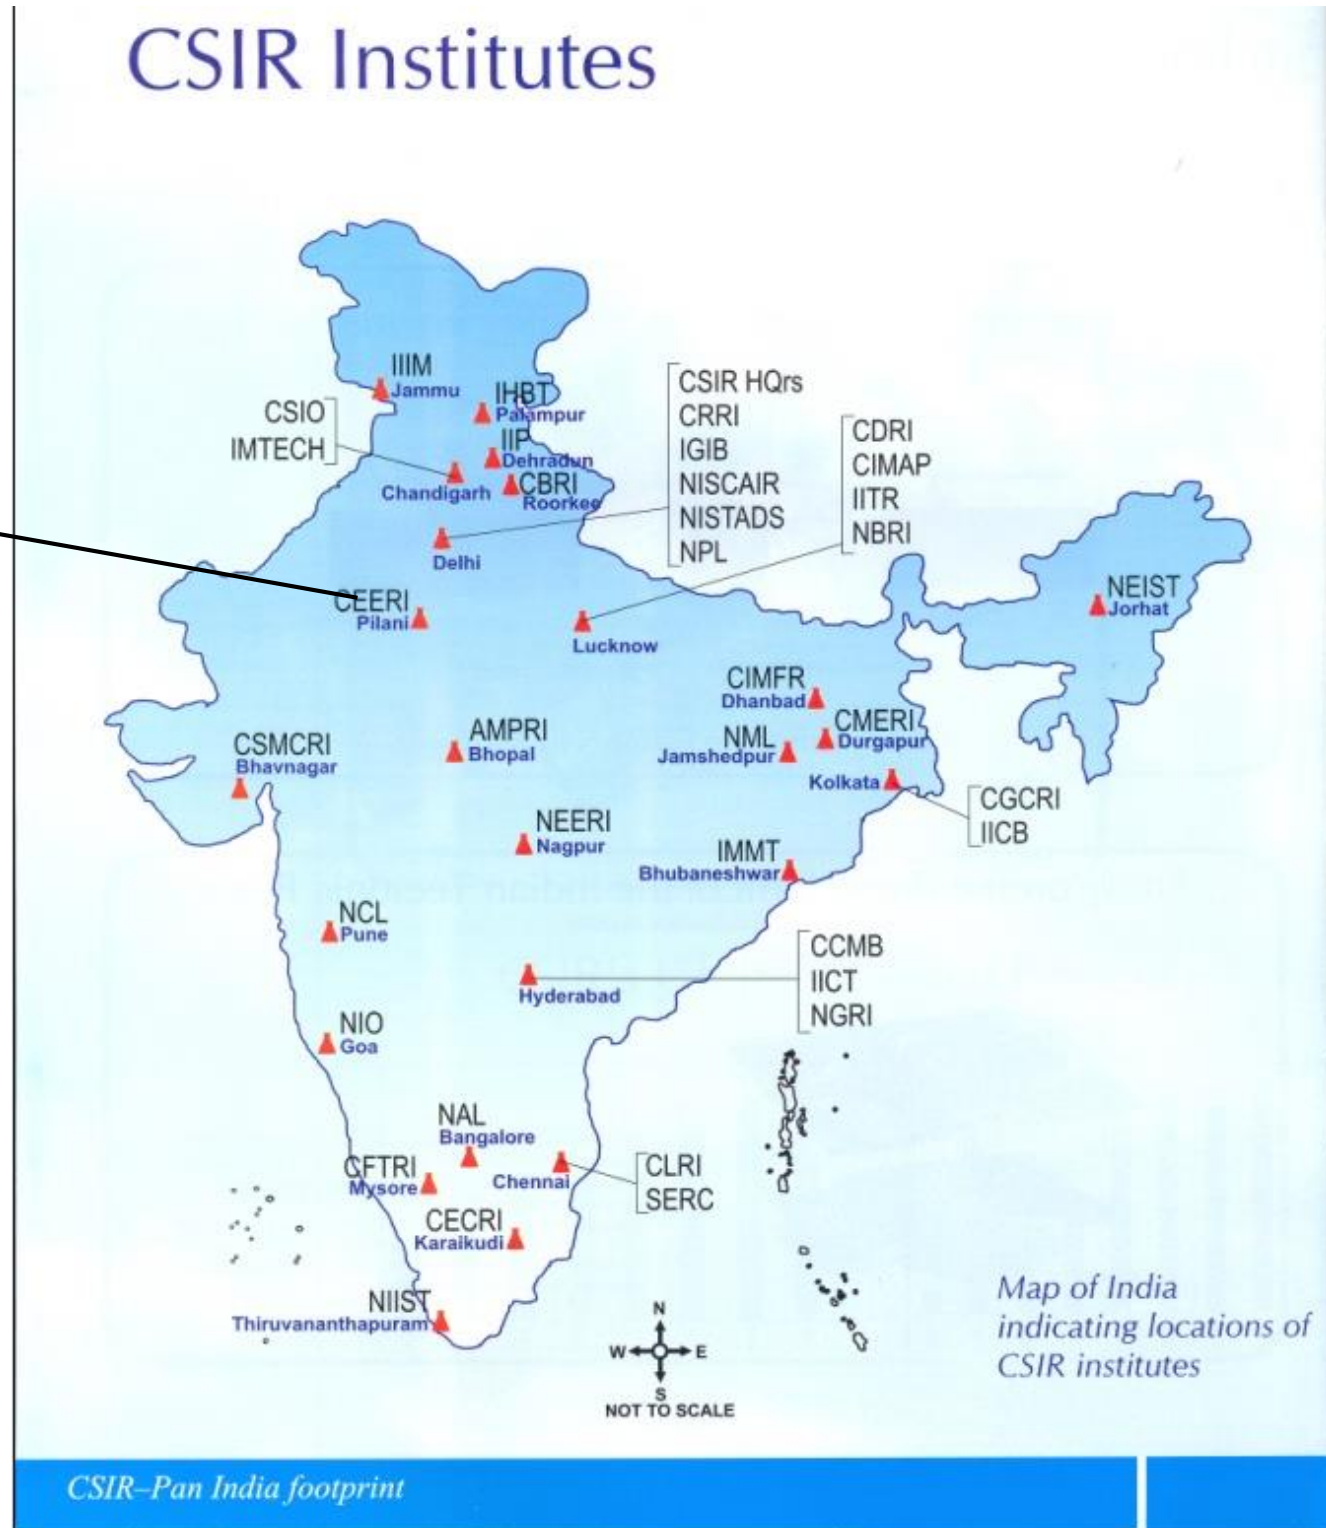 CSIR Institutes
IIIM
Jammu
IHBT
Palampur
CSIO
IMTECH
IIP
Dehradun
Chandigarh
CBRI
Roorkee
CSIR HQrs
CRRI
IGIB
NISCAIR
NISTADS
NPL
Delhi
CDRI
CIMAP
IITR
NBRI
CEERI
Pilani
Lucknow
NEIST
Jorhat
CIMFR
Dhanbad
CMERI
Durgapur
NML
Jamshedpur
AMPRI
Bhopal
CSMCRI
Bhavnagar
Kolkata
CGCRI
IICB
NEERI
Nagpur
IMMT
Bhubaneshwar
NCL
Pune
CCMB
IICT
NGRI
Hyderabad
NIO
Goa
NAL
Bangalore
CFTRI
Mysore
Chennai
CLRI
SERC
CECRI
Karaikudi
NIIST
Thiruvananthapuram
N
W E
S
NOT TO SCALE
Map of India
indicating locations of
CSIR institutes
CSIR–Pan India footprint